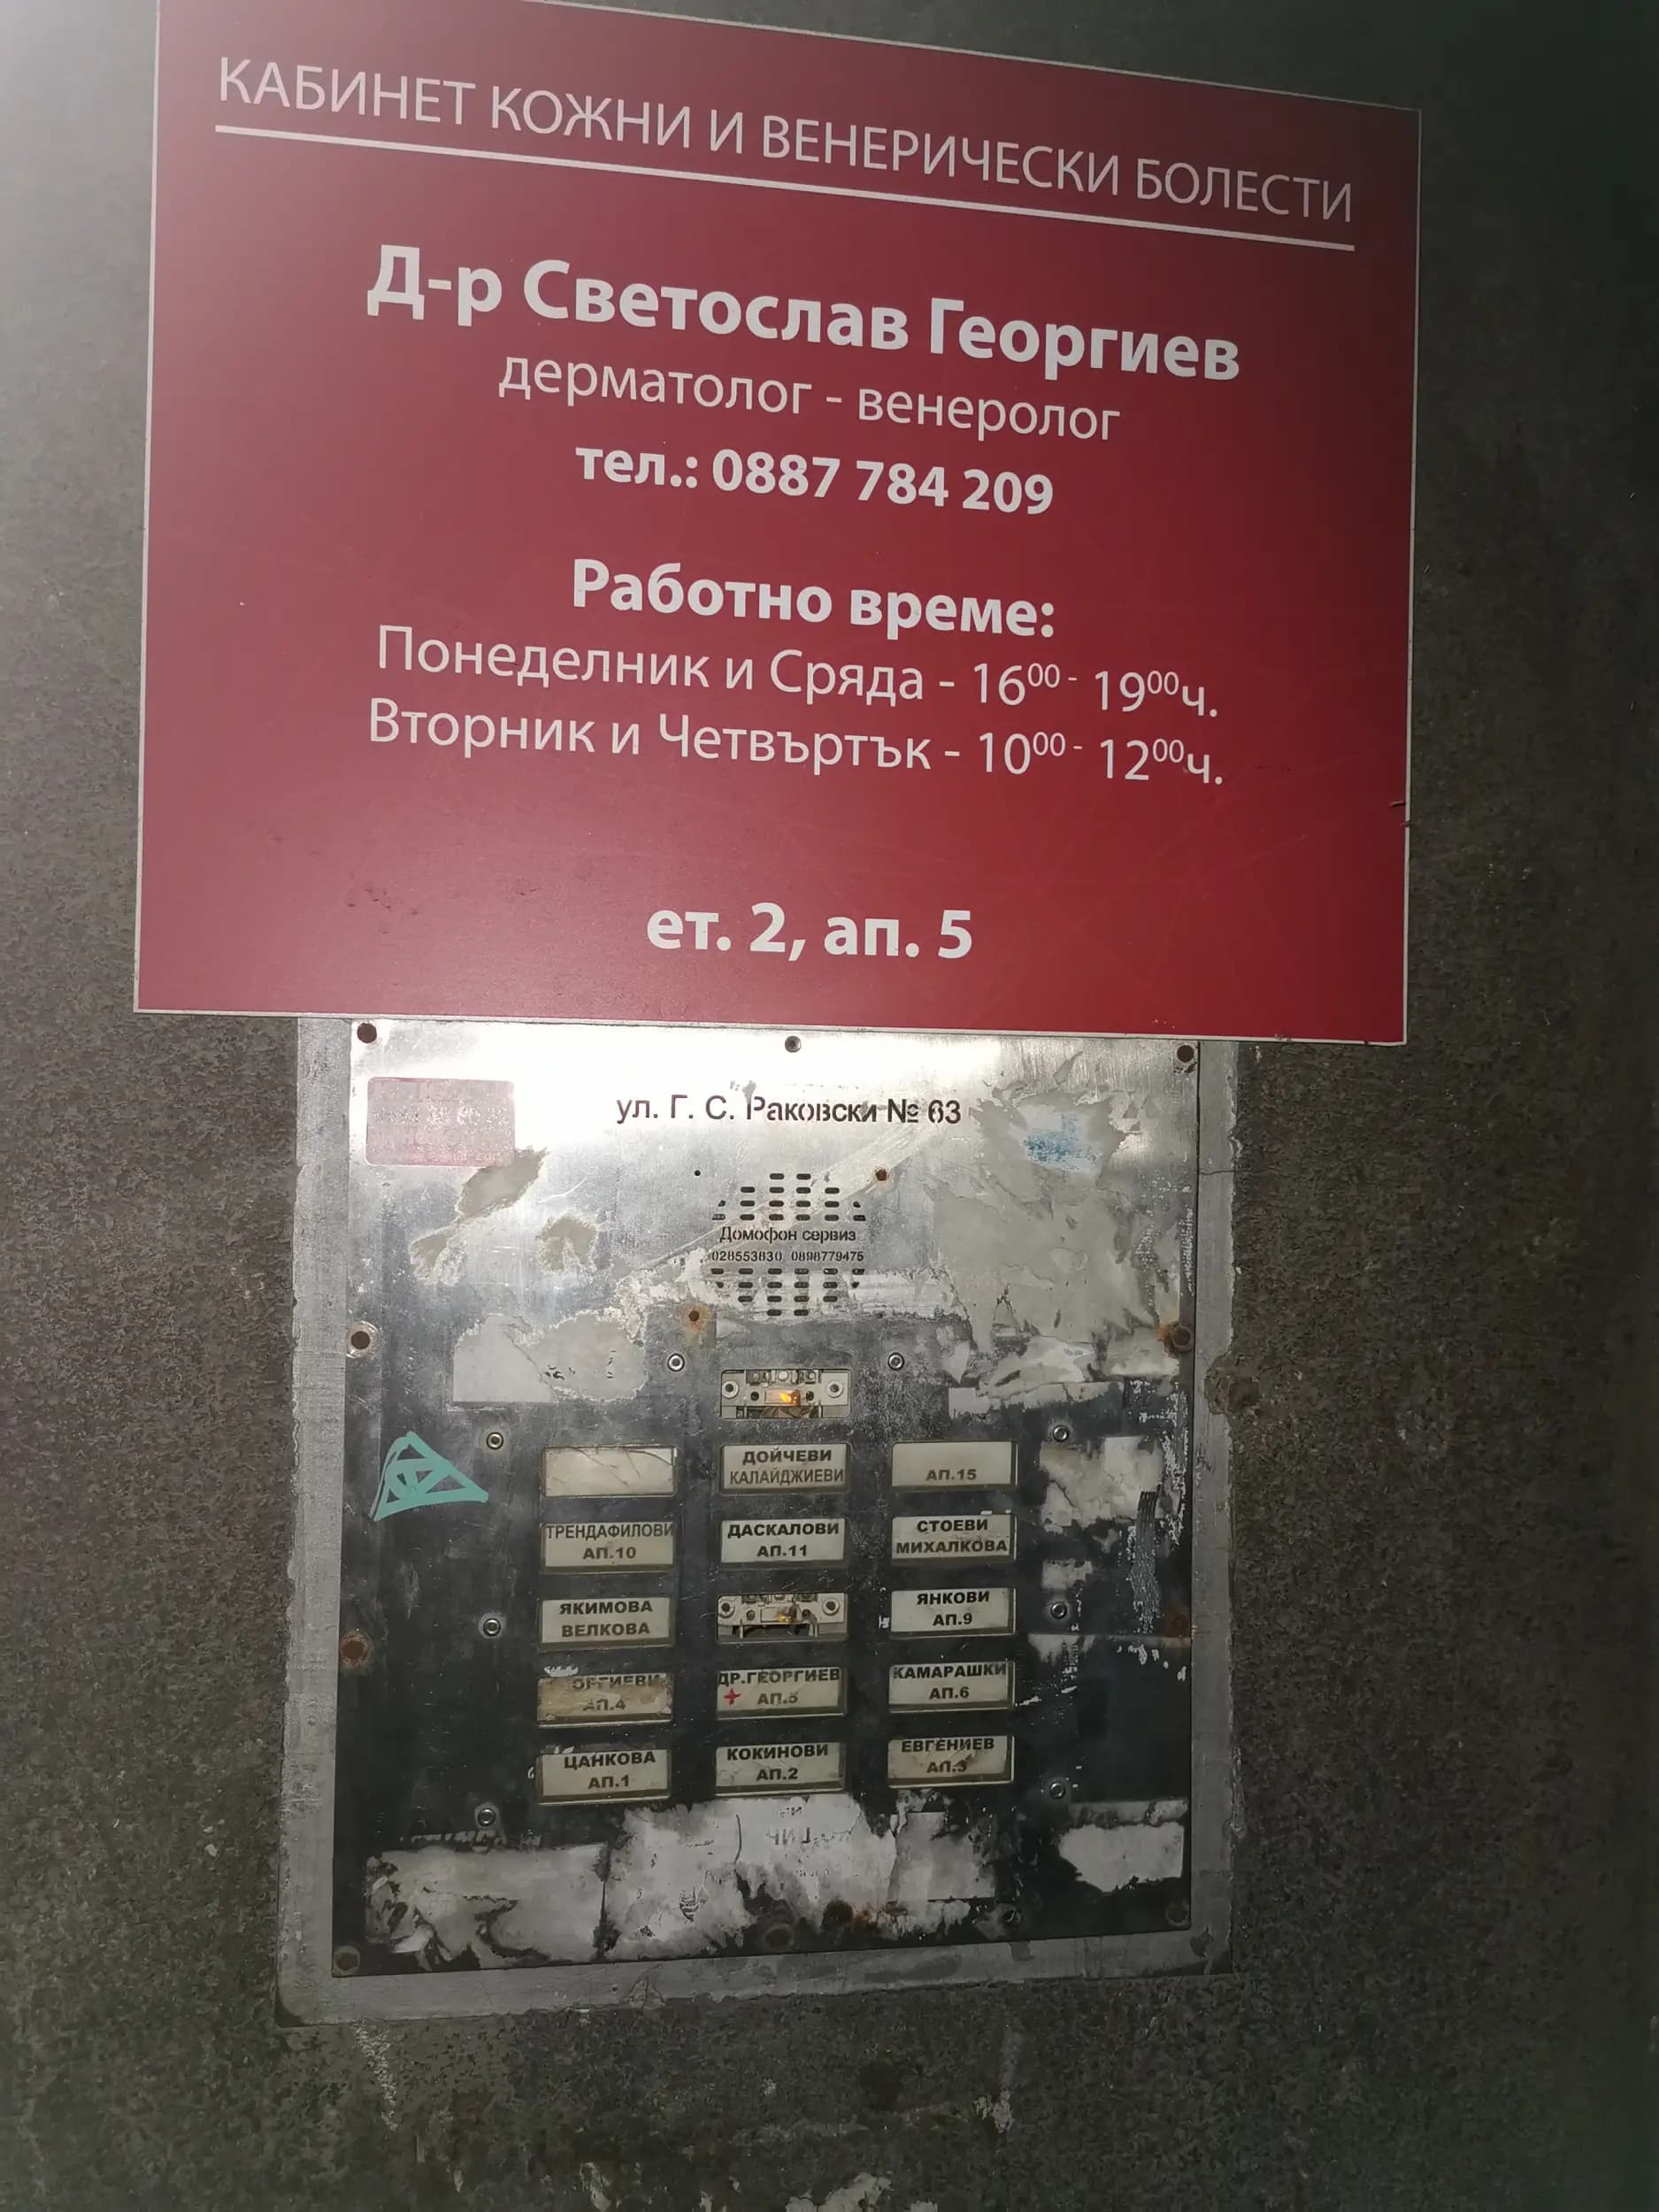 КАБИНЕТ КОЖНИ И ВЕНЕРИЧЕСКИ БОЛЕСТИ
Д-р Светослав Георгиев
дерматолог - венеролог
тел.: 0887 784 209
Работно време:
Понеделник и Сряда - 16⁰⁰ - 19⁰⁰ч.
Вторник и Четвъртък - 10⁰⁰ - 12⁰⁰ч.
ет. 2, ап. 5
ул. Г. С. Раковски № 63
Домофон сервиз
028553830 0898779475
ДОЙЧЕВИ
КАЛАЙДЖИЕВИ
АП.15
ТРЕНДАФИЛОВИ
АП.10
ДАСКАЛОВИ
АП.11
СТОЕВИ
МИХАЛКОВА
ЯКИМОВА
ВЕЛКОВА
ЯНКОВИ
АП.9
ОРГИЕВИ
АП.4
ДР.ГЕОРГИЕВ
АП.5
КАМАРАШКИ
АП.6
ЦАНКОВА
АП.1
КОКИНОВИ
АП.2
ЕВГЕНИЕВ
АП.3